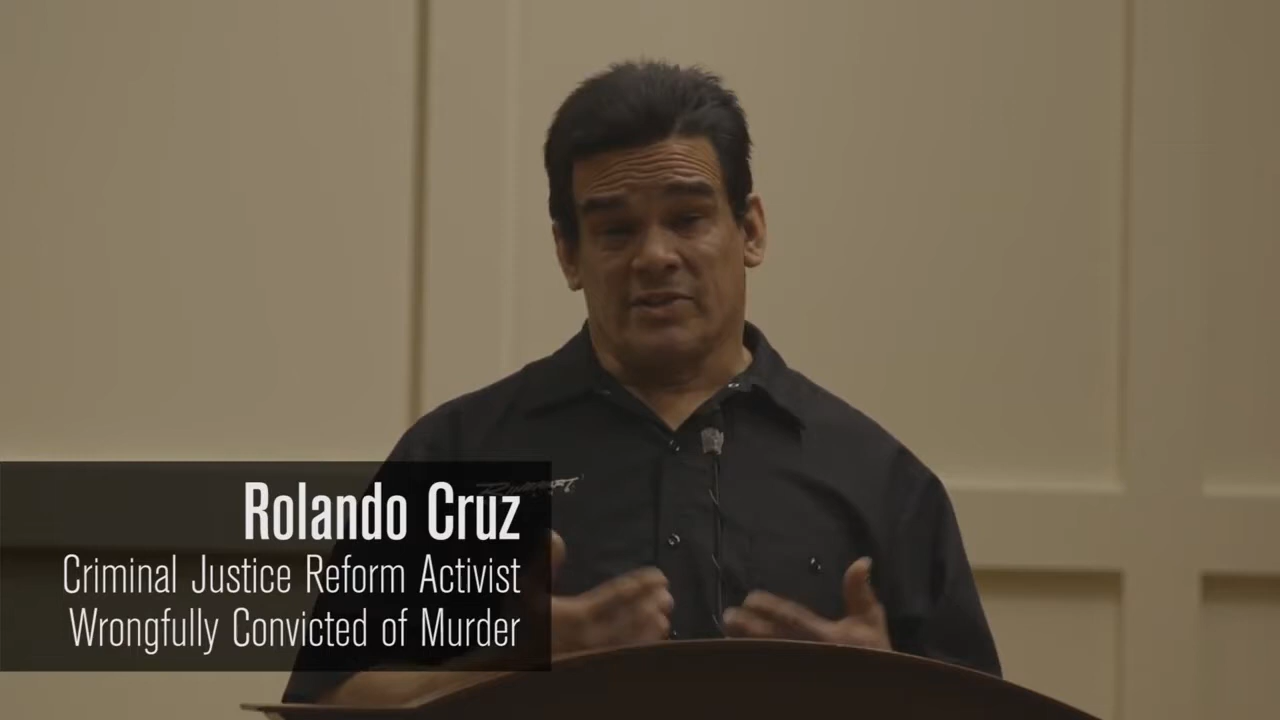 Rolando Cruz
Criminal Justice Reform Activist
Wrongfully Convicted of Murder